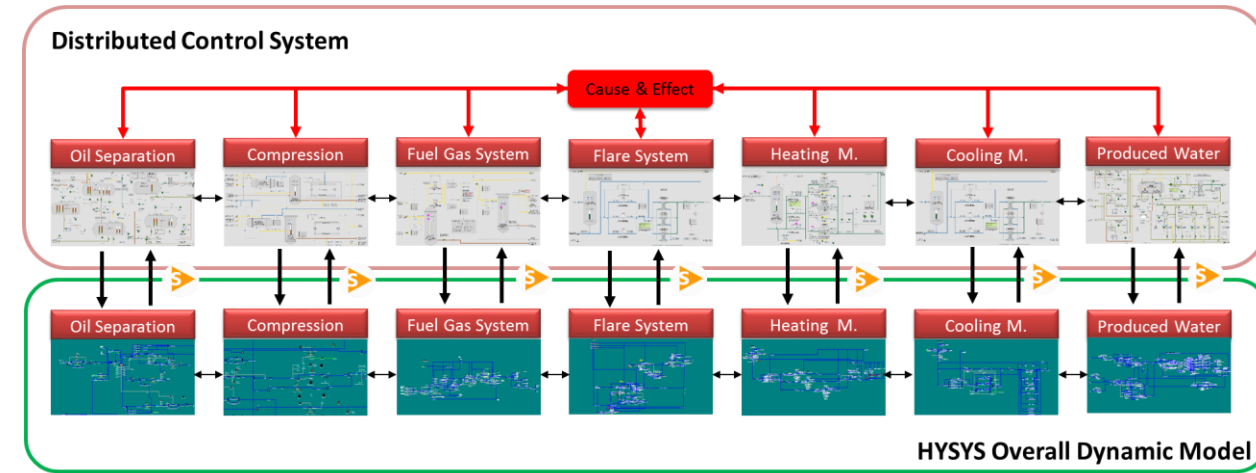 Distributed Control System
Cause & Effect
Oil Separation
Compression
Fuel Gas System
Flare System
Heating M.
Cooling M.
Produced Water
S
S
S
S
S
S
S
Oil Separation
Compression
Fuel Gas System
Flare System
Heating M.
Cooling M.
Produced Water
HYSYS Overall Dynamic Model